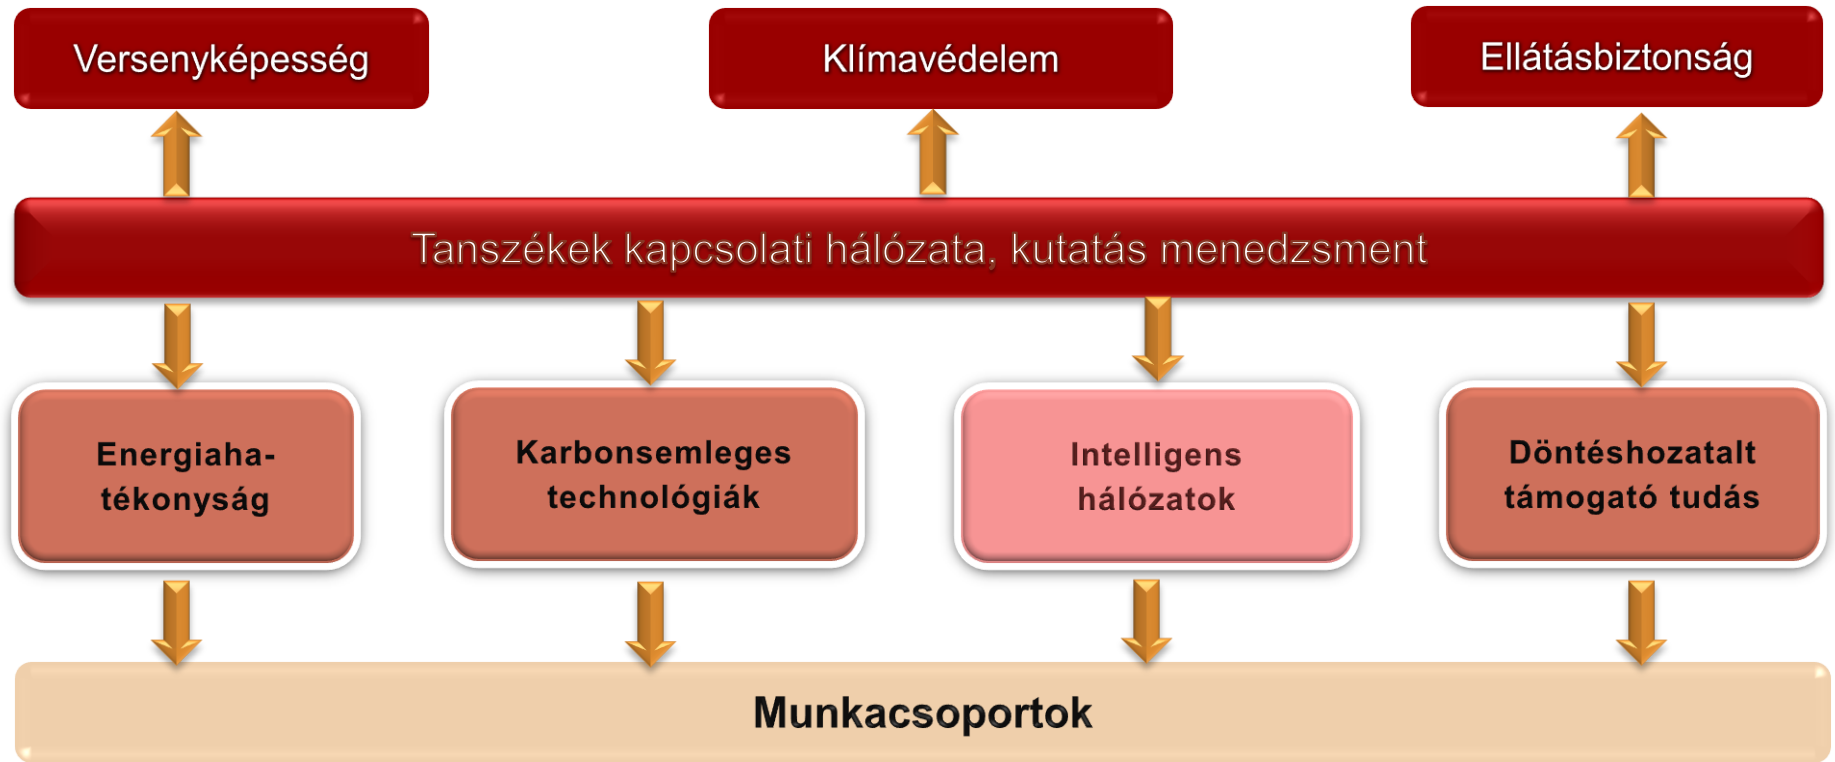 Versenyképesség
Klímavédelem
Ellátásbiztonság
Tanszékek kapcsolati hálózata, kutatás menedzsment
Energiaha-
tékonyság
Karbonsemleges
technológiák
Intelligens
hálózatok
Döntéshozatalt
támogató tudás
Munkacsoportok